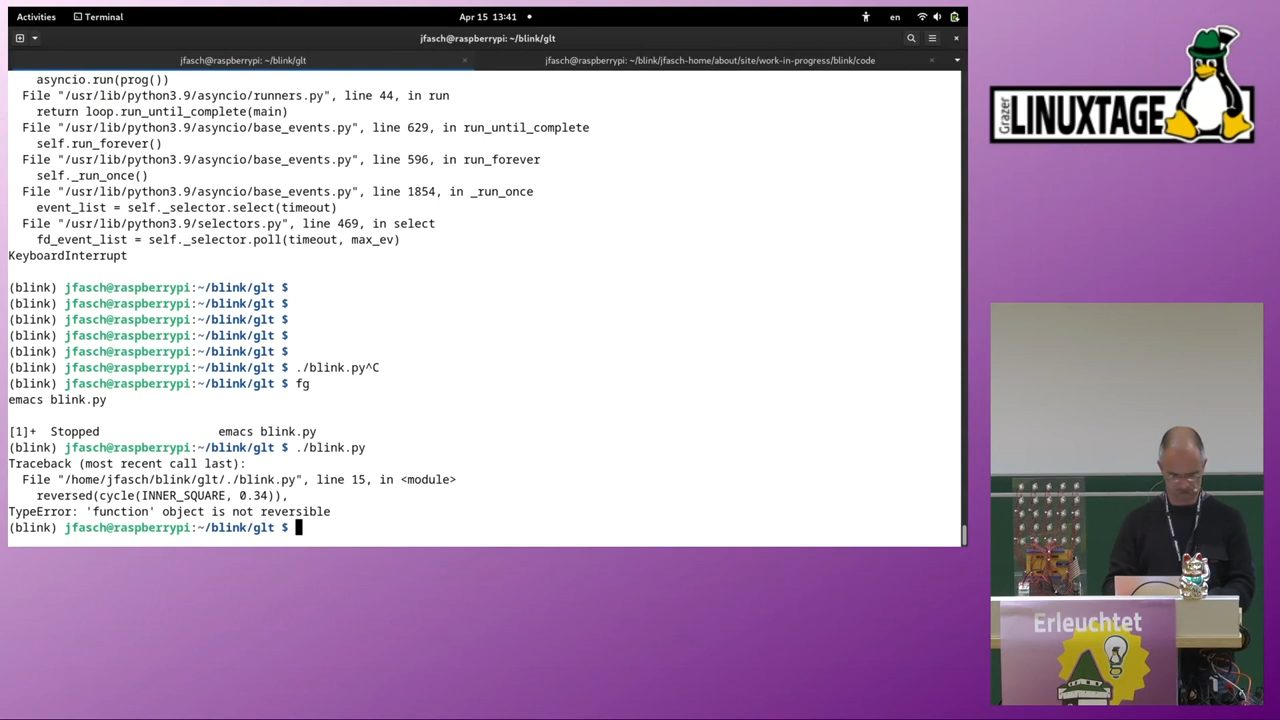 Activities
Terminal
Apr 15 13:41
en
jfasch@raspberrypi: ~/blink/glt
jfasch@raspberrypi: ~/blink/glt
jfasch@raspberrypi: ~/blink/jfasch-home/about/site/work-in-progress/blink/code
asyncio.run(prog())
File "/usr/lib/python3.9/asyncio/runners.py", line 44, in run
return loop.run_until_complete(main)
File "/usr/lib/python3.9/asyncio/base_events.py", line 629, in run_until_complete
self.run_forever()
File "/usr/lib/python3.9/asyncio/base_events.py", line 596, in run_forever
self._run_once()
File "/usr/lib/python3.9/asyncio/base_events.py", line 1854, in _run_once
event_list = self._selector.select(timeout)
File "/usr/lib/python3.9/selectors.py", line 469, in select
fd_event_list = self._selector.poll(timeout, max_ev)
KeyboardInterrupt
(blink) jfasch@raspberrypi:~/blink/glt $
(blink) jfasch@raspberrypi:~/blink/glt $
(blink) jfasch@raspberrypi:~/blink/glt $
(blink) jfasch@raspberrypi:~/blink/glt $
(blink) jfasch@raspberrypi:~/blink/glt $
(blink) jfasch@raspberrypi:~/blink/glt $ ./blink.py^C
(blink) jfasch@raspberrypi:~/blink/glt $ fg
emacs blink.py
[1]+  Stopped                 emacs blink.py
(blink) jfasch@raspberrypi:~/blink/glt $ ./blink.py
Traceback (most recent call last):
File "/home/jfasch/blink/glt/./blink.py", line 15, in <module>
reversed(cycle(INNER_SQUARE, 0.34)),
TypeError: 'function' object is not reversible
(blink) jfasch@raspberrypi:~/blink/glt $
Grazer
LINUXTAGE
Erleuchtet